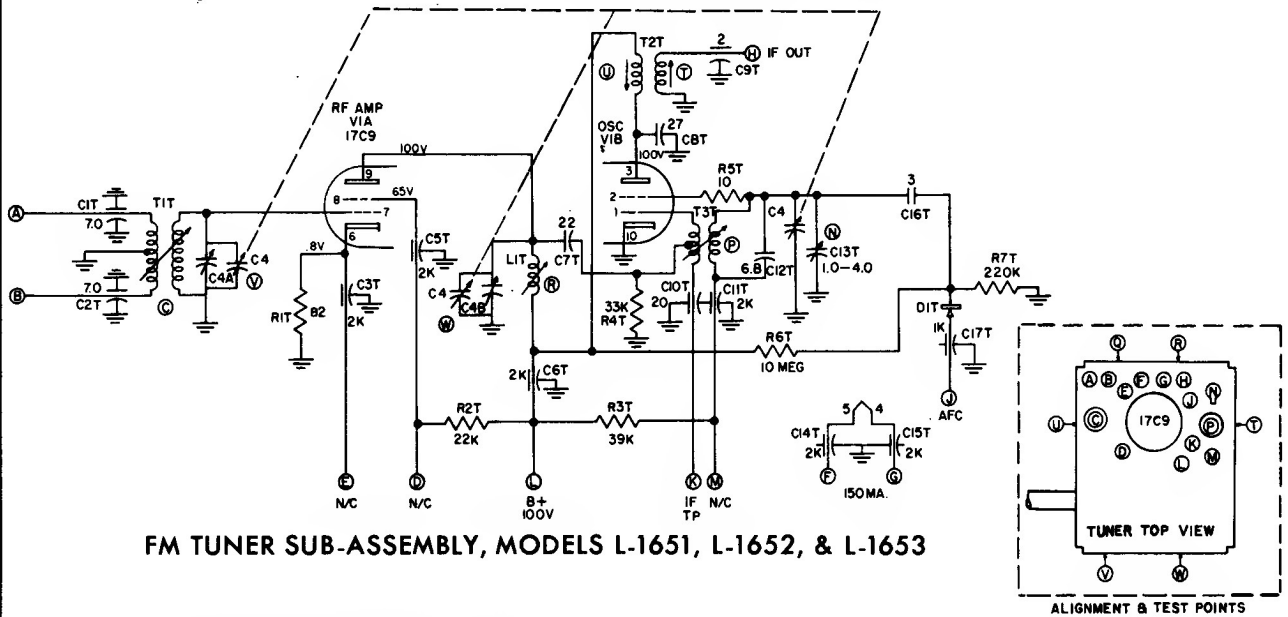 T2T
U
T
2
H IF OUT
C9T
RF AMP
V1A
17C9
OSC
V1B
27
C8T
100V
100V
9
3
8
65V
7
6
2
1
10
R5T
10
3
C16T
A
C1T
7.0
T1T
B
7.0
C2T
C
C4A
C4
V
.8V
R1T
82
C3T
2K
C5T
2K
22
C7T
L1T
R
C4
C4B
W
T3T
P
C4
6.8
C12T
N
C13T
1.0-4.0
33K
R4T
C10T
20
C11T
2K
R7T
220K
D1T
1K
C17T
J
AFC
R6T
10 MEG
2K
C6T
R2T
22K
R3T
39K
5
4
C14T
2K
C15T
2K
F
G
150MA.
E
N/C
D
N/C
L
B+
100V
K
IF
TP
M
N/C
FM TUNER SUB-ASSEMBLY, MODELS L-1651, L-1652, & L-1653
Q
R
A B E F G H
J
N
U
C
17C9
P
T
D
K
L
M
TUNER TOP VIEW
V
W
ALIGNMENT & TEST POINTS